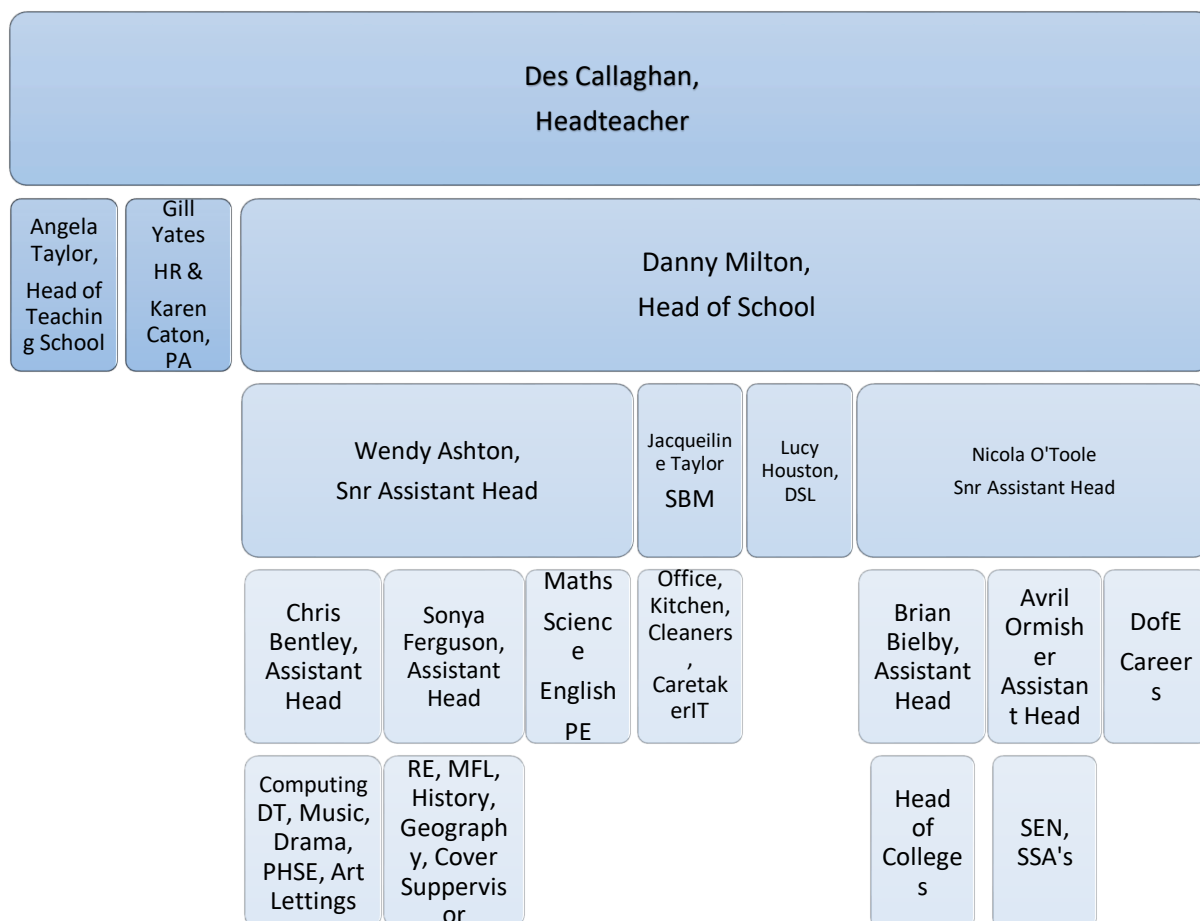 Des Callaghan,
Headteacher
Angela
Taylor,
Head of
Teachin
g School
Gill
Yates
HR &
Karen
Caton,
PA
Danny Milton,
Head of School
Wendy Ashton,
Snr Assistant Head
Jacqueilin
e Taylor
SBM
Lucy
Houston,
DSL
Nicola O'Toole
Snr Assistant Head
Chris
Bentley,
Assistant
Head
Sonya
Ferguson,
Assistant
Head
Maths
Scienc
e
English
PE
Office,
Kitchen,
Cleaners
,
Caretak
erIT
Brian
Bielby,
Assistant
Head
Avril
Ormish
er
Assistan
t Head
DofE
Career
s
Computing
DT, Music,
Drama,
PHSE, Art
Lettings
RE, MFL,
History,
Geograph
y, Cover
Suppervis
or
Head
of
College
s
SEN,
SSA's